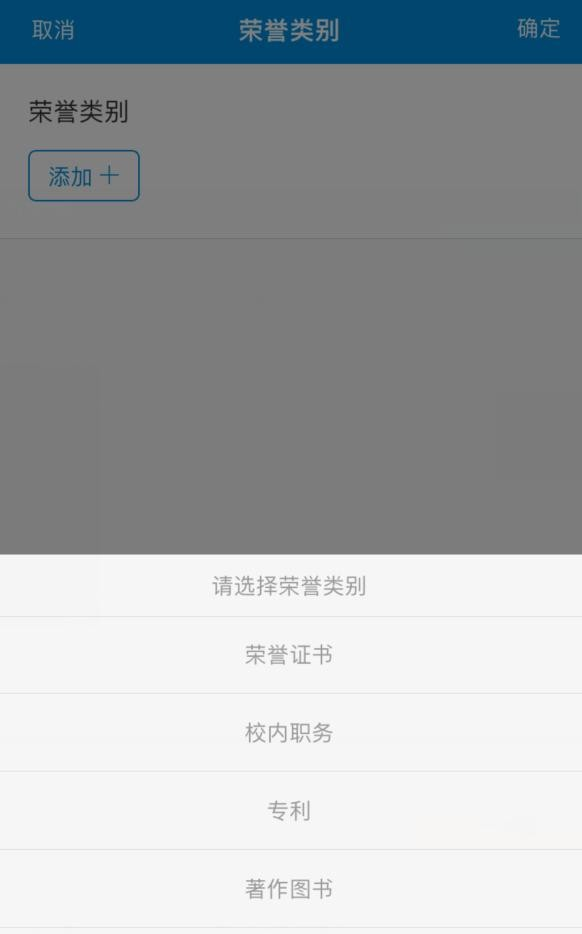 取消 荣誉类别 确定
荣誉类别
添加 +
请选择荣誉类别
荣誉证书
校内职务
专利
著作图书